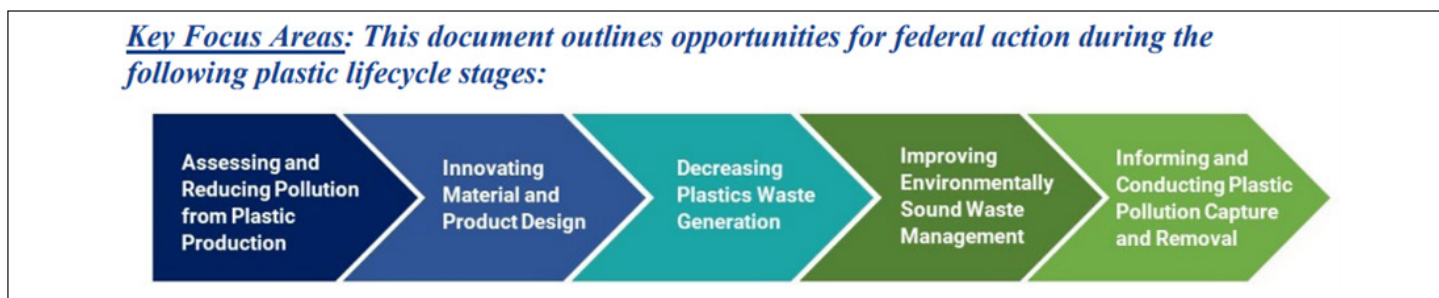 Key Focus Areas: This document outlines opportunities for federal action during the
following plastic lifecycle stages:
Assessing and
Reducing Pollution
from Plastic
Production
Innovating
Material and
Product Design
Decreasing
Plastics Waste
Generation
Improving
Environmentally
Sound Waste
Management
Informing and
Conducting Plastic
Pollution Capture
and Removal